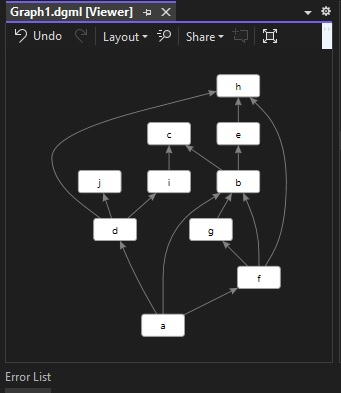 Graph1.dgml [Viewer]
Undo Layout Share
h
c e
j i b
d g
f
a
Error List